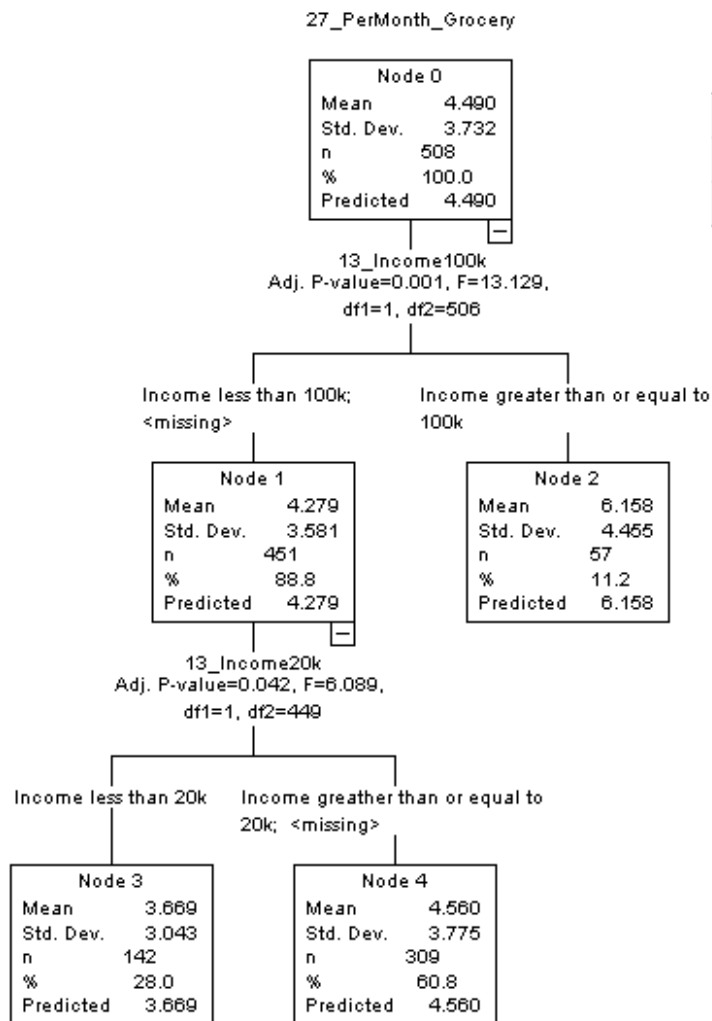 27_PerMonth_Grocery
Node 0
Mean 4.490
Std. Dev. 3.732
n 508
% 100.0
Predicted 4.490
13_Income100k
Adj. P-value=0.001, F=13.129,
df1=1, df2=506
Income less than 100k;
<missing>
Income greater than or equal to
100k
Node 1
Mean 4.279
Std. Dev. 3.581
n 451
% 88.8
Predicted 4.279
Node 2
Mean 6.158
Std. Dev. 4.455
n 57
% 11.2
Predicted 6.158
13_Income20k
Adj. P-value=0.042, F=6.089,
df1=1, df2=449
Income less than 20k
Income greather than or equal to
20k; <missing>
Node 3
Mean 3.669
Std. Dev. 3.043
n 142
% 28.0
Predicted 3.669
Node 4
Mean 4.560
Std. Dev. 3.775
n 309
% 60.8
Predicted 4.560